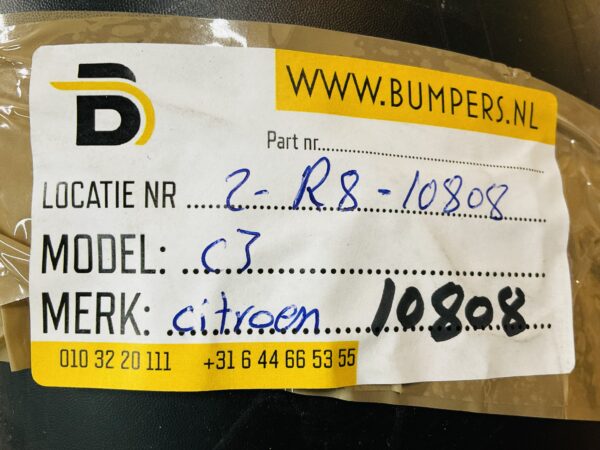 B
WWW.BUMPERS.NL
Part nr..............................
LOCATIE NR 2-R8-10808
MODEL: C3
MERK: citroen 10808
010 32 20 111 +31 6 44 66 53 55